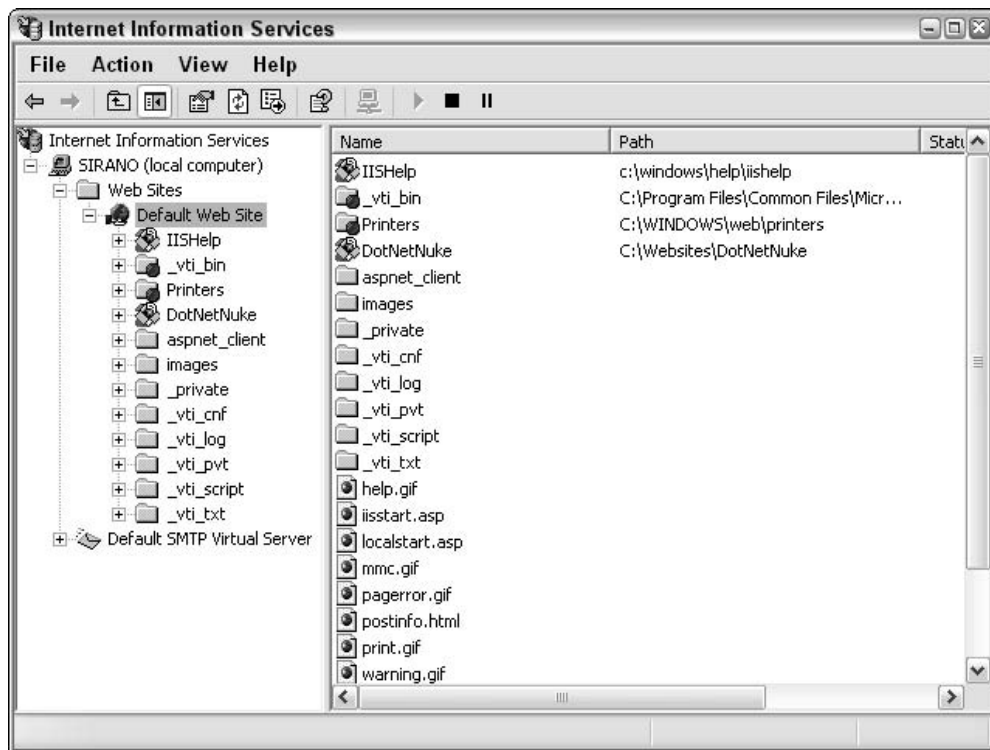 Internet Information Services
File Action View Help
Internet Information Services
SIRANO (local computer)
Web Sites
Default Web Site
IISHelp
_vti_bin
Printers
DotNetNuke
aspnet_client
images
_private
_vti_cnf
_vti_log
_vti_pvt
_vti_script
_vti_txt
Default SMTP Virtual Server
Name Path Statu
IISHelp c:\windows\help\iishelp
_vti_bin C:\Program Files\Common Files\Micr...
Printers C:\WINDOWS\web\printers
DotNetNuke C:\Websites\DotNetNuke
aspnet_client
images
_private
_vti_cnf
_vti_log
_vti_pvt
_vti_script
_vti_txt
help.gif
iisstart.asp
localstart.asp
mmc.gif
pagerror.gif
postinfo.html
print.gif
warning.gif